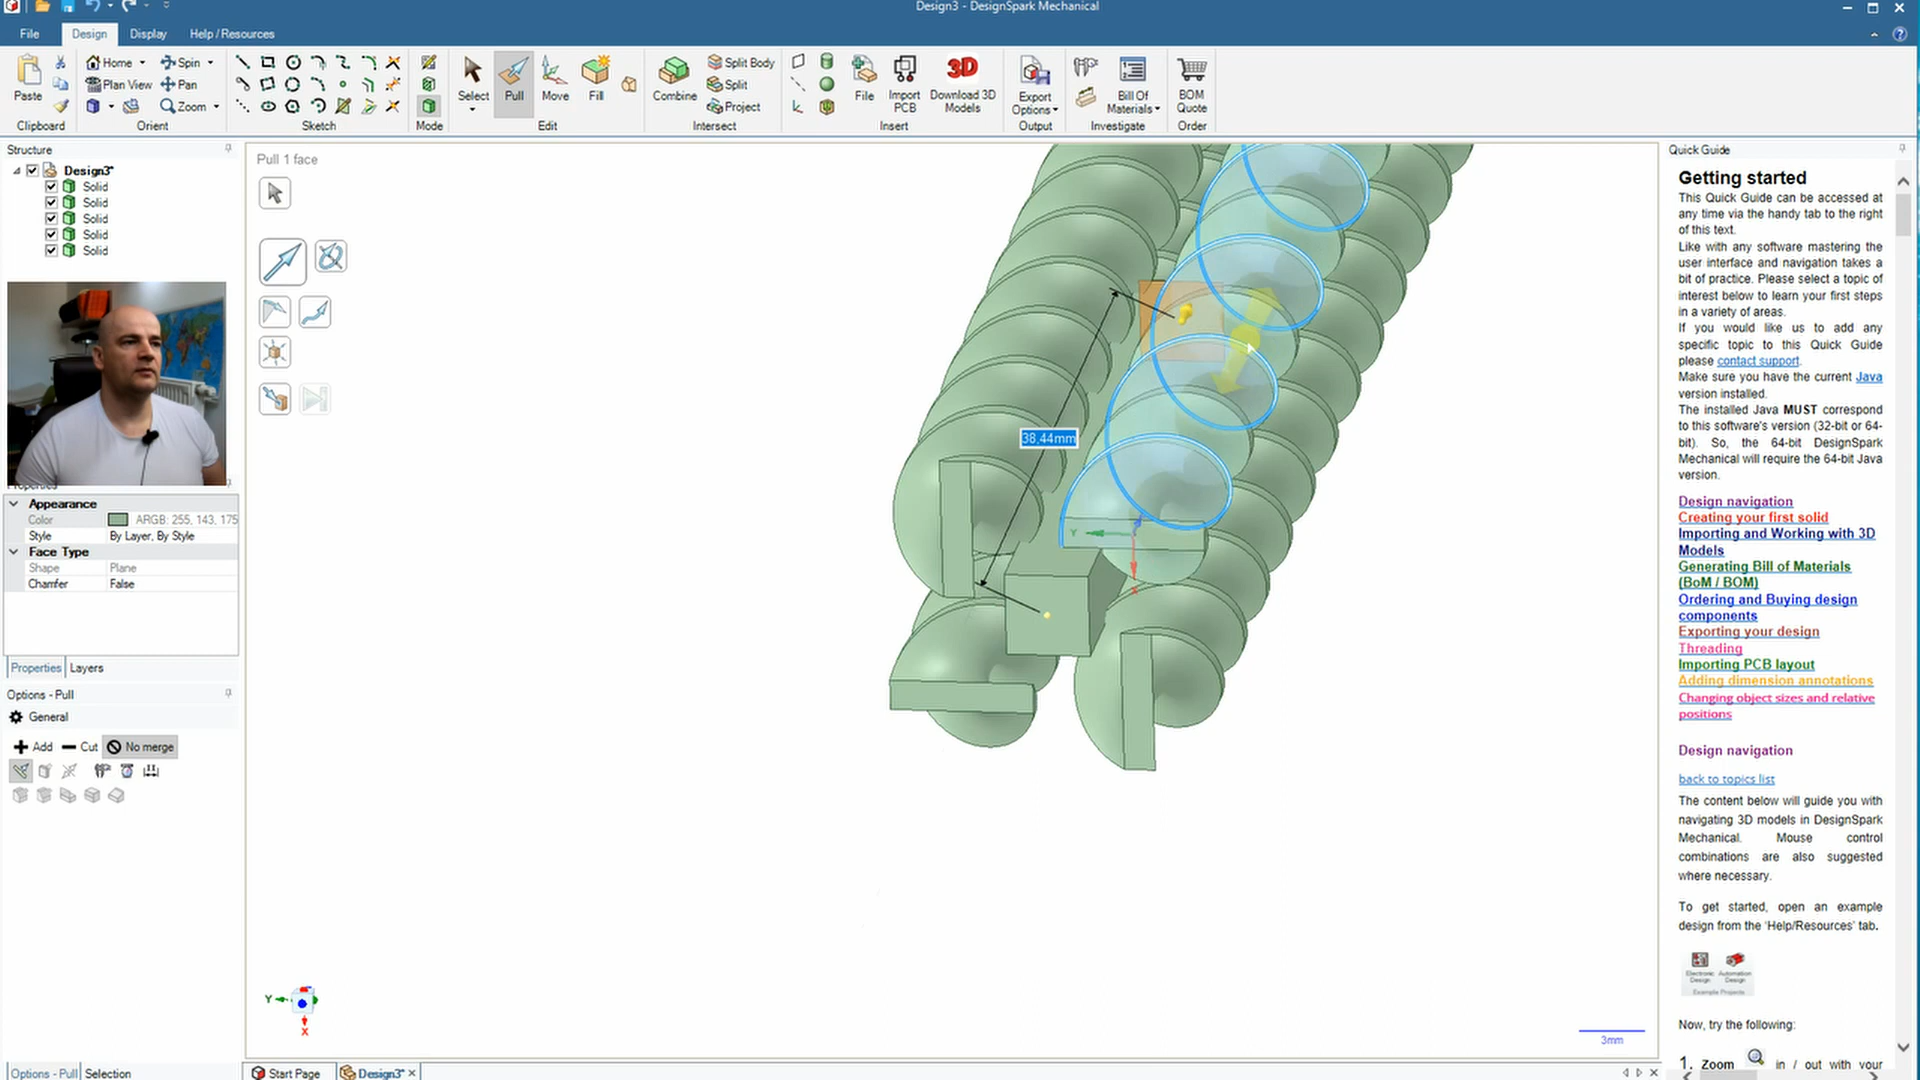 Design3 - DesignSpark Mechanical
File Design Display Help / Resources
Paste
Clipboard
Home
Plan View
Spin
Pan
Zoom
Orient
Sketch
Mode
Select
Pull
Move
Fill
Edit
Combine
Split Body
Split
Project
Intersect
File
Import PCB
Download 3D Models
3D
Insert
Export Options
Output
Bill Of Materials
Investigate
BOM Quote
Order
Structure
Design3*
Solid
Solid
Solid
Solid
Solid
Appearance
Color ARGB: 255, 143, 175
Style By Layer, By Style
Face Type
Shape Plane
Chamfer False
Properties Layers
Options - Pull
General
Add Cut No merge
Options - Pull Selection
Pull 1 face
38.44mm
Y
X
Y
X
3mm
Start Page Design3*
Quick Guide
Getting started
This Quick Guide can be accessed at
any time via the handy tab to the right
of this text.
Like with any software mastering the
user interface and navigation takes a
bit of practice. Please select a topic of
interest below to learn your first steps
in a variety of areas.
If you would like us to add any
specific topic to this Quick Guide
please contact support.
Make sure you have the current Java
version installed.
The installed Java MUST correspond
to this software's version (32-bit or 64-
bit). So, the 64-bit DesignSpark
Mechanical will require the 64-bit Java
version.
Design navigation
Creating your first solid
Importing and Working with 3D
Models
Generating Bill of Materials
(BoM / BOM)
Ordering and Buying design
components
Exporting your design
Threading
Importing PCB layout
Adding dimension annotations
Changing object sizes and relative
positions
Design navigation
back to topics list
The content below will guide you with
navigating 3D models in DesignSpark
Mechanical. Mouse control
combinations are also suggested
where necessary.
To get started, open an example
design from the 'Help/Resources' tab.
Electronic Design Automation Design
Example Projects
Now, try the following:
1. Zoom in / out with your